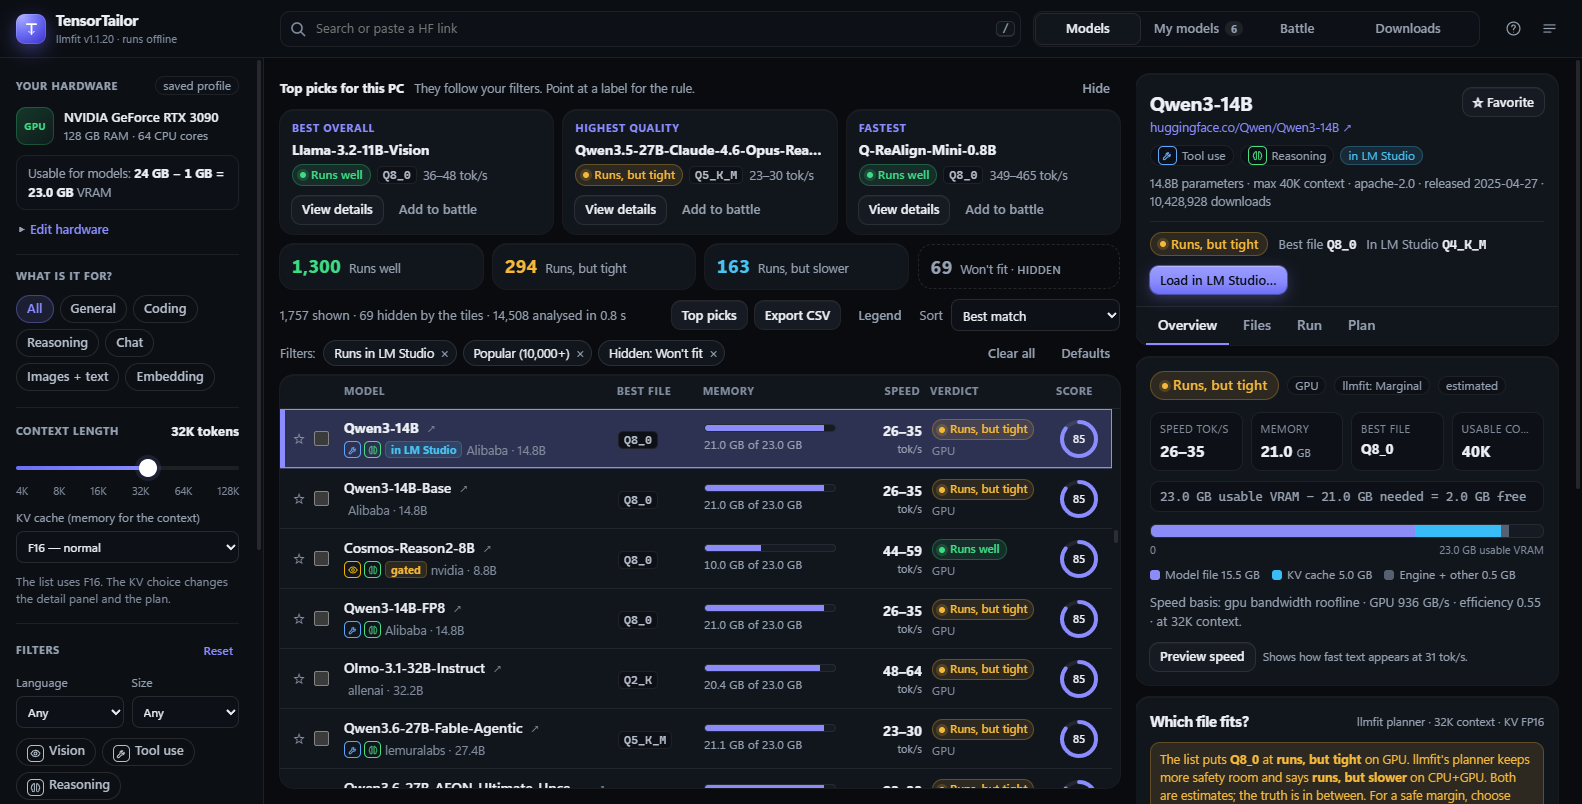 TensorTailor
llmfit v1.1.20 · runs offline
Search or paste a HF link
/
Models
My models 6
Battle
Downloads
YOUR HARDWARE
saved profile
GPU
NVIDIA GeForce RTX 3090
128 GB RAM · 64 CPU cores
Usable for models: 24 GB − 1 GB =
23.0 GB VRAM
▸ Edit hardware
WHAT IS IT FOR?
All
General
Coding
Reasoning
Chat
Images + text
Embedding
CONTEXT LENGTH
32K tokens
4K 8K 16K 32K 64K 128K
KV cache (memory for the context)
F16 — normal
The list uses F16. The KV choice changes
the detail panel and the plan.
FILTERS
Reset
Language
Size
Any
Any
Vision
Tool use
Reasoning
Top picks for this PC They follow your filters. Point at a label for the rule.
Hide
BEST OVERALL
Llama-3.2-11B-Vision
Runs well Q8_0 36–48 tok/s
View details
Add to battle
HIGHEST QUALITY
Qwen3.5-27B-Claude-4.6-Opus-Rea...
Runs, but tight Q5_K_M 23–30 tok/s
View details
Add to battle
FASTEST
Q-ReAlign-Mini-0.8B
Runs well Q8_0 349–465 tok/s
View details
Add to battle
1,300 Runs well
294 Runs, but tight
163 Runs, but slower
69 Won't fit · HIDDEN
1,757 shown · 69 hidden by the tiles · 14,508 analysed in 0.8 s
Top picks
Export CSV
Legend
Sort
Best match
Filters:
Runs in LM Studio ×
Popular (10,000+) ×
Hidden: Won't fit ×
Clear all
Defaults
MODEL BEST FILE MEMORY SPEED VERDICT SCORE
Qwen3-14B ↗
in LM Studio Alibaba · 14.8B
Q8_0
21.0 GB of 23.0 GB
26–35
tok/s
Runs, but tight
GPU
85
Qwen3-14B-Base ↗
Alibaba · 14.8B
Q8_0
21.0 GB of 23.0 GB
26–35
tok/s
Runs, but tight
GPU
85
Cosmos-Reason2-8B ↗
gated nvidia · 8.8B
Q8_0
10.0 GB of 23.0 GB
44–59
tok/s
Runs well
GPU
85
Qwen3-14B-FP8 ↗
Alibaba · 14.8B
Q8_0
21.0 GB of 23.0 GB
26–35
tok/s
Runs, but tight
GPU
85
Olmo-3.1-32B-Instruct ↗
allenai · 32.2B
Q2_K
20.4 GB of 23.0 GB
48–64
tok/s
Runs, but tight
GPU
85
Qwen3.6-27B-Fable-Agentic ↗
lemuralabs · 27.4B
Q5_K_M
21.1 GB of 23.0 GB
23–30
tok/s
Runs, but tight
GPU
85
Qwen3-14B
☆ Favorite
huggingface.co/Qwen/Qwen3-14B ↗
Tool use
Reasoning
in LM Studio
14.8B parameters · max 40K context · apache-2.0 · released 2025-04-27 ·
10,428,928 downloads
Runs, but tight Best file Q8_0 In LM Studio Q4_K_M
Load in LM Studio...
Overview
Files
Run
Plan
Runs, but tight
GPU
llmfit: Marginal
estimated
SPEED TOK/S
26–35
MEMORY
21.0 GB
BEST FILE
Q8_0
USABLE CO...
40K
23.0 GB usable VRAM − 21.0 GB needed = 2.0 GB free
0
23.0 GB usable VRAM
Model file 15.5 GB
KV cache 5.0 GB
Engine + other 0.5 GB
Speed basis: gpu bandwidth roofline · GPU 936 GB/s · efficiency 0.55
· at 32K context.
Preview speed
Shows how fast text appears at 31 tok/s.
Which file fits?
llmfit planner · 32K context · KV FP16
The list puts Q8_0 at runs, but tight on GPU. llmfit's planner keeps
more safety room and says runs, but slower on CPU+GPU. Both
are estimates; the truth is in between. For a safe margin, choose